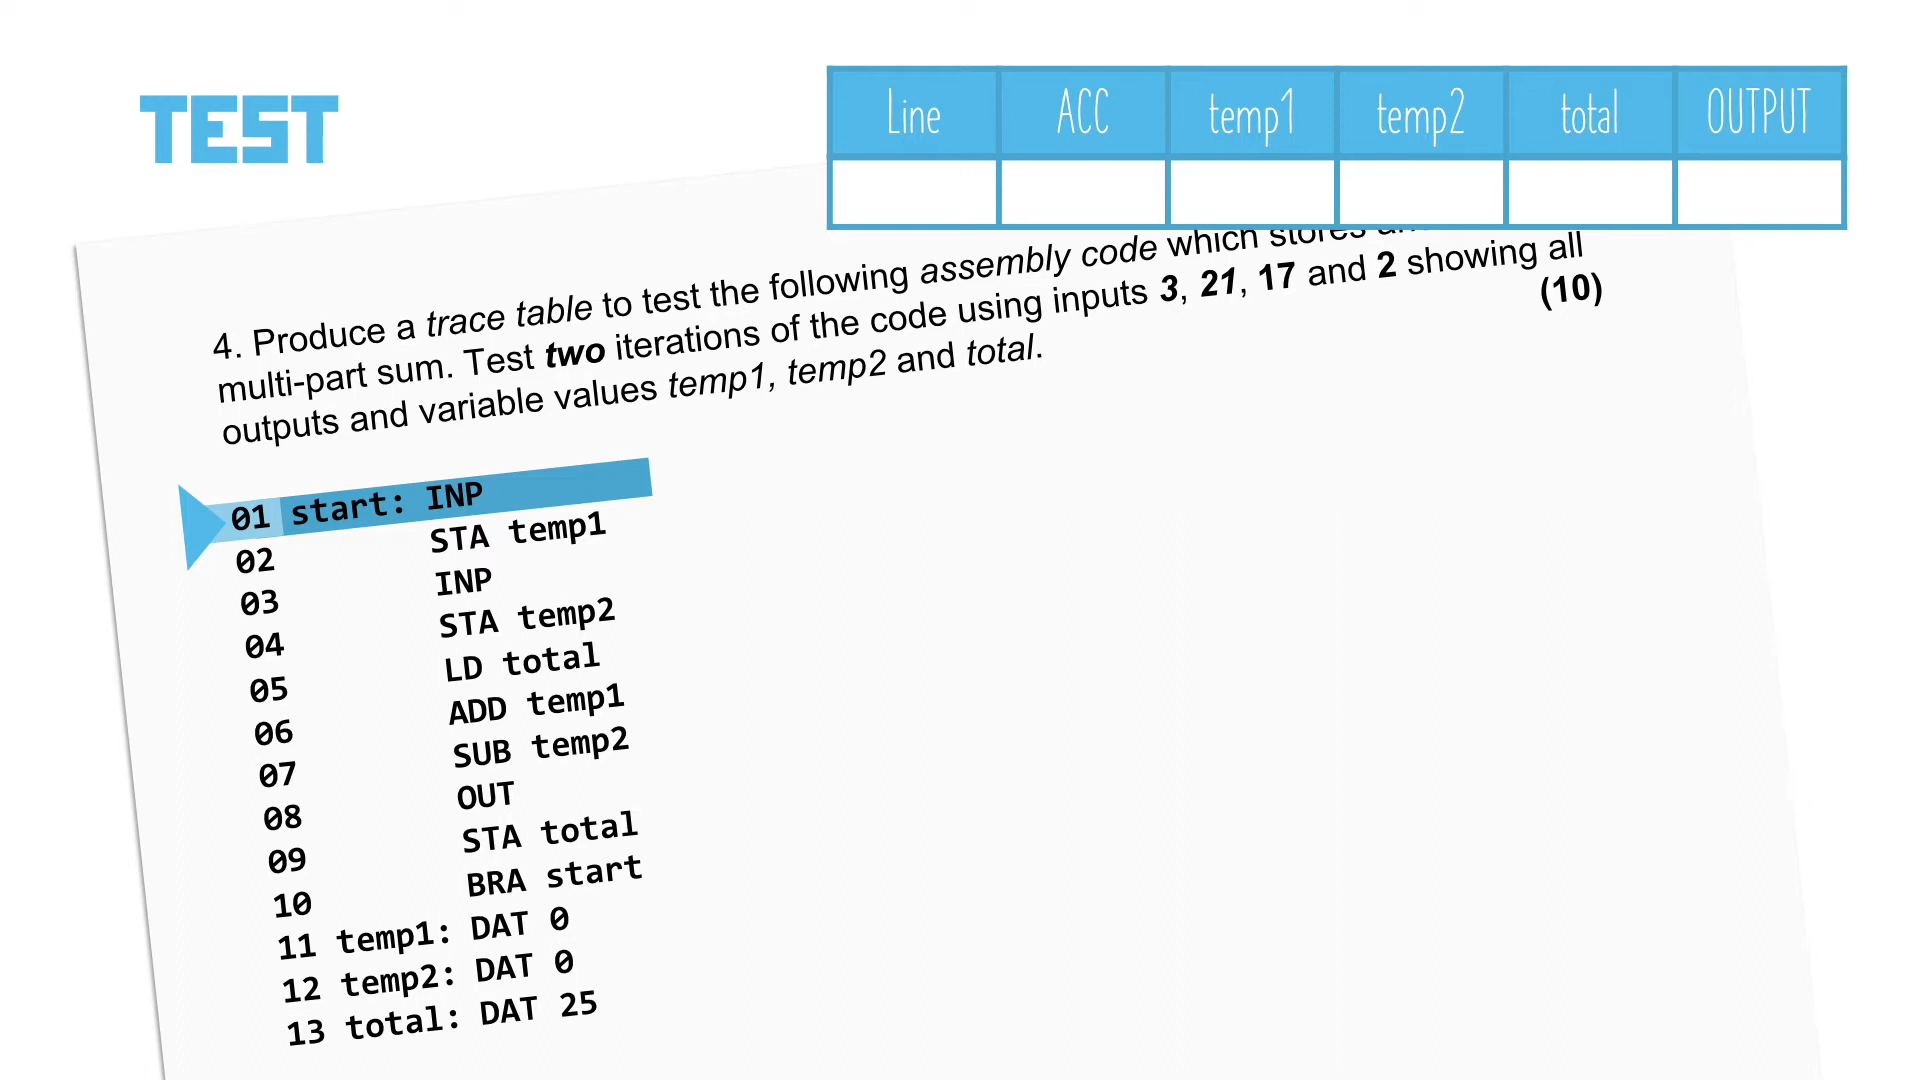 TEST
Line ACC temp1 temp2 total OUTPUT
4. Produce a trace table to test the following assembly code which stores
multi-part sum. Test two iterations of the code using inputs 3, 21, 17 and 2 showing all
outputs and variable values temp1, temp2 and total.
(10)
01 start: INP
02 STA temp1
03 INP
04 STA temp2
05 LD total
06 ADD temp1
07 SUB temp2
08 OUT
09 STA total
10 BRA start
11 temp1: DAT 0
12 temp2: DAT 0
13 total: DAT 25